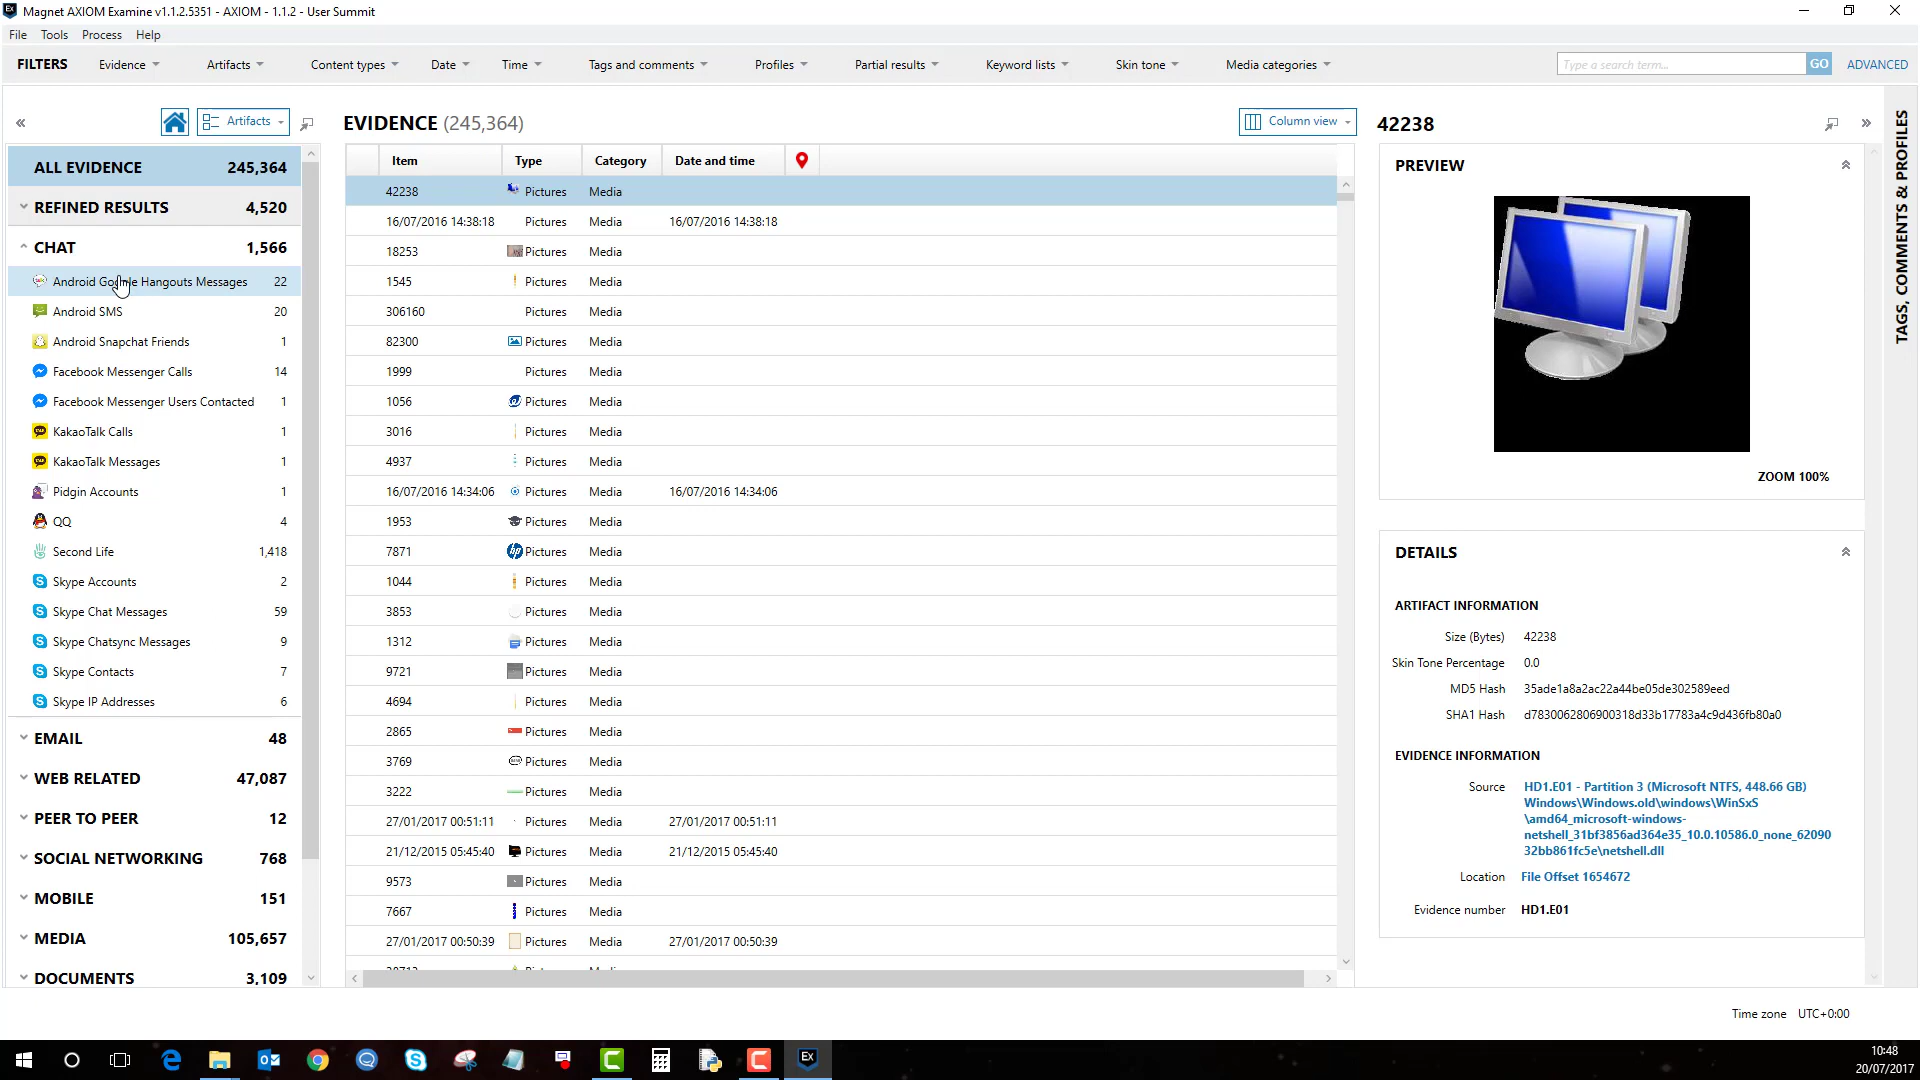 Magnet AXIOM Examine v1.1.2.5351 - AXIOM - 1.1.2 - User Summit
File Tools Process Help
FILTERS Evidence Artifacts Content types Date Time Tags and comments Profiles Partial results Keyword lists Skin tone Media categories Type a search term... GO ADVANCED
Artifacts
EVIDENCE (245,364)
Column view
42238
TAGS, COMMENTS & PROFILES
ALL EVIDENCE 245,364
REFINED RESULTS 4,520
CHAT 1,566
Android Google Hangouts Messages 22
Android SMS 20
Android Snapchat Friends 1
Facebook Messenger Calls 14
Facebook Messenger Users Contacted 1
KakaoTalk Calls 1
KakaoTalk Messages 1
Pidgin Accounts 1
QQ 4
Second Life 1,418
Skype Accounts 2
Skype Chat Messages 59
Skype Chatsync Messages 9
Skype Contacts 7
Skype IP Addresses 6
EMAIL 48
WEB RELATED 47,087
PEER TO PEER 12
SOCIAL NETWORKING 768
MOBILE 151
MEDIA 105,657
DOCUMENTS 3,109
Item Type Category Date and time
42238 Pictures Media
16/07/2016 14:38:18 Pictures Media 16/07/2016 14:38:18
18253 Pictures Media
1545 Pictures Media
306160 Pictures Media
82300 Pictures Media
1999 Pictures Media
1056 Pictures Media
3016 Pictures Media
4937 Pictures Media
16/07/2016 14:34:06 Pictures Media 16/07/2016 14:34:06
1953 Pictures Media
7871 Pictures Media
1044 Pictures Media
3853 Pictures Media
1312 Pictures Media
9721 Pictures Media
4694 Pictures Media
2865 Pictures Media
3769 Pictures Media
3222 Pictures Media
27/01/2017 00:51:11 Pictures Media 27/01/2017 00:51:11
21/12/2015 05:45:40 Pictures Media 21/12/2015 05:45:40
9573 Pictures Media
7667 Pictures Media
27/01/2017 00:50:39 Pictures Media 27/01/2017 00:50:39
PREVIEW
ZOOM 100%
DETAILS
ARTIFACT INFORMATION
Size (Bytes) 42238
Skin Tone Percentage 0.0
MD5 Hash 35ade1a8a2ac22a44be05de302589eed
SHA1 Hash d7830062806900318d33b17783a4c9d436fb80a0
EVIDENCE INFORMATION
Source HD1.E01 - Partition 3 (Microsoft NTFS, 448.66 GB)
Windows\Windows.old\windows\WinSxS
\amd64_microsoft-windows-
netshell_31bf3856ad364e35_10.0.10586.0_none_62090
32bb861fc5e\netshell.dll
Location File Offset 1654672
Evidence number HD1.E01
Time zone UTC+0:00
10:48
20/07/2017